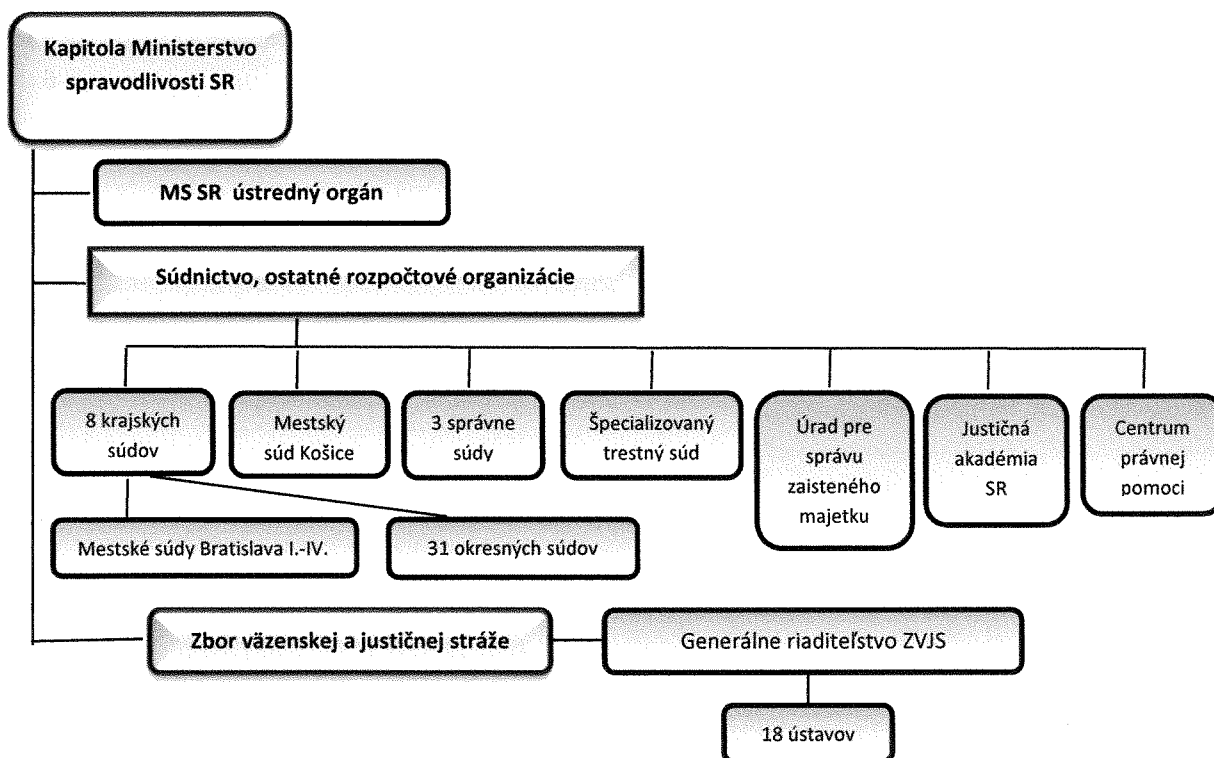 Kapitola Ministerstvo
spravodlivosti SR
MS SR ústredný orgán
Súdnictvo, ostatné rozpočtové organizácie
8 krajských
súdov
Mestský
súd Košice
3 správne
súdy
Špecializovaný
trestný súd
Úrad pre
správu
zaisteného
majetku
Justičná
akadémia
SR
Centrum
právnej
pomoci
Mestské súdy Bratislava I.-IV.
31 okresných súdov
Zbor väzenskej a justičnej stráže
Generálne riaditeľstvo ZVJS
18 ústavov